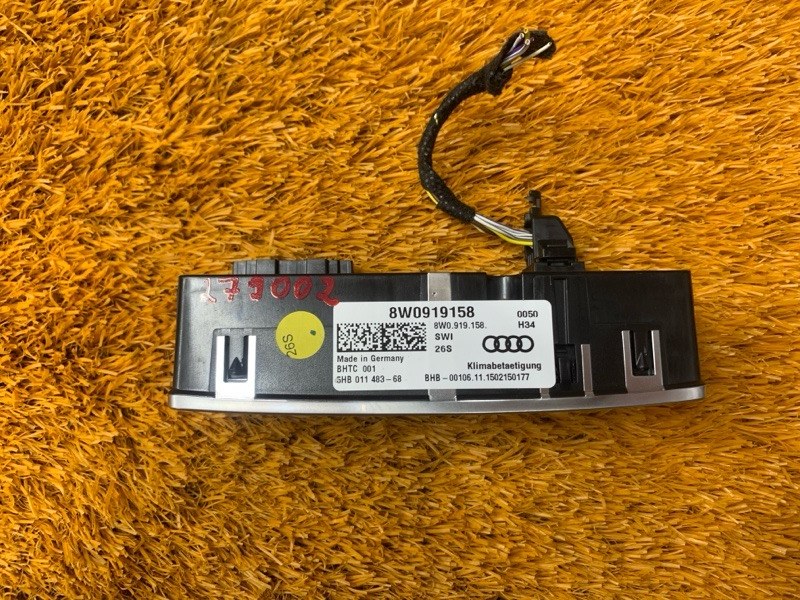 8W0919158
8W0.919.158.
0050
H34
SWI
26S
Made in Germany
BHTC 001
SHB 011 483-68
Klimabetaetigung
BHB-00106.11.1502150177
26S